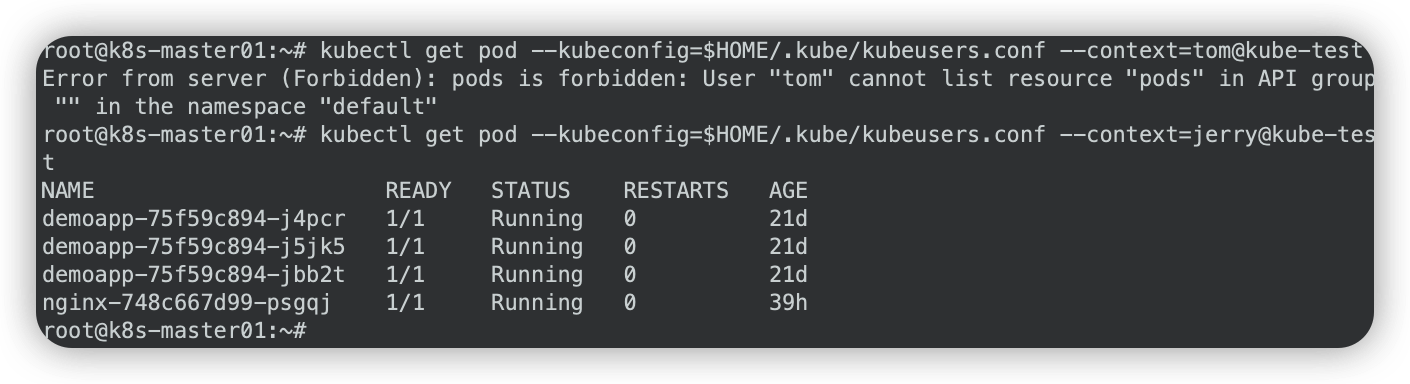 root@k8s-master01:~# kubectl get pod --kubeconfig=$HOME/.kube/kubeusers.conf --context=tom@kube-test
Error from server (Forbidden): pods is forbidden: User "tom" cannot list resource "pods" in API group
 "" in the namespace "default"
root@k8s-master01:~# kubectl get pod --kubeconfig=$HOME/.kube/kubeusers.conf --context=jerry@kube-tes
t
NAME                       READY   STATUS    RESTARTS   AGE
demoapp-75f59c894-j4pcr   1/1     Running   0          21d
demoapp-75f59c894-j5jk5   1/1     Running   0          21d
demoapp-75f59c894-jbb2t   1/1     Running   0          21d
nginx-748c667d99-psgqj    1/1     Running   0          39h
root@k8s-master01:~#